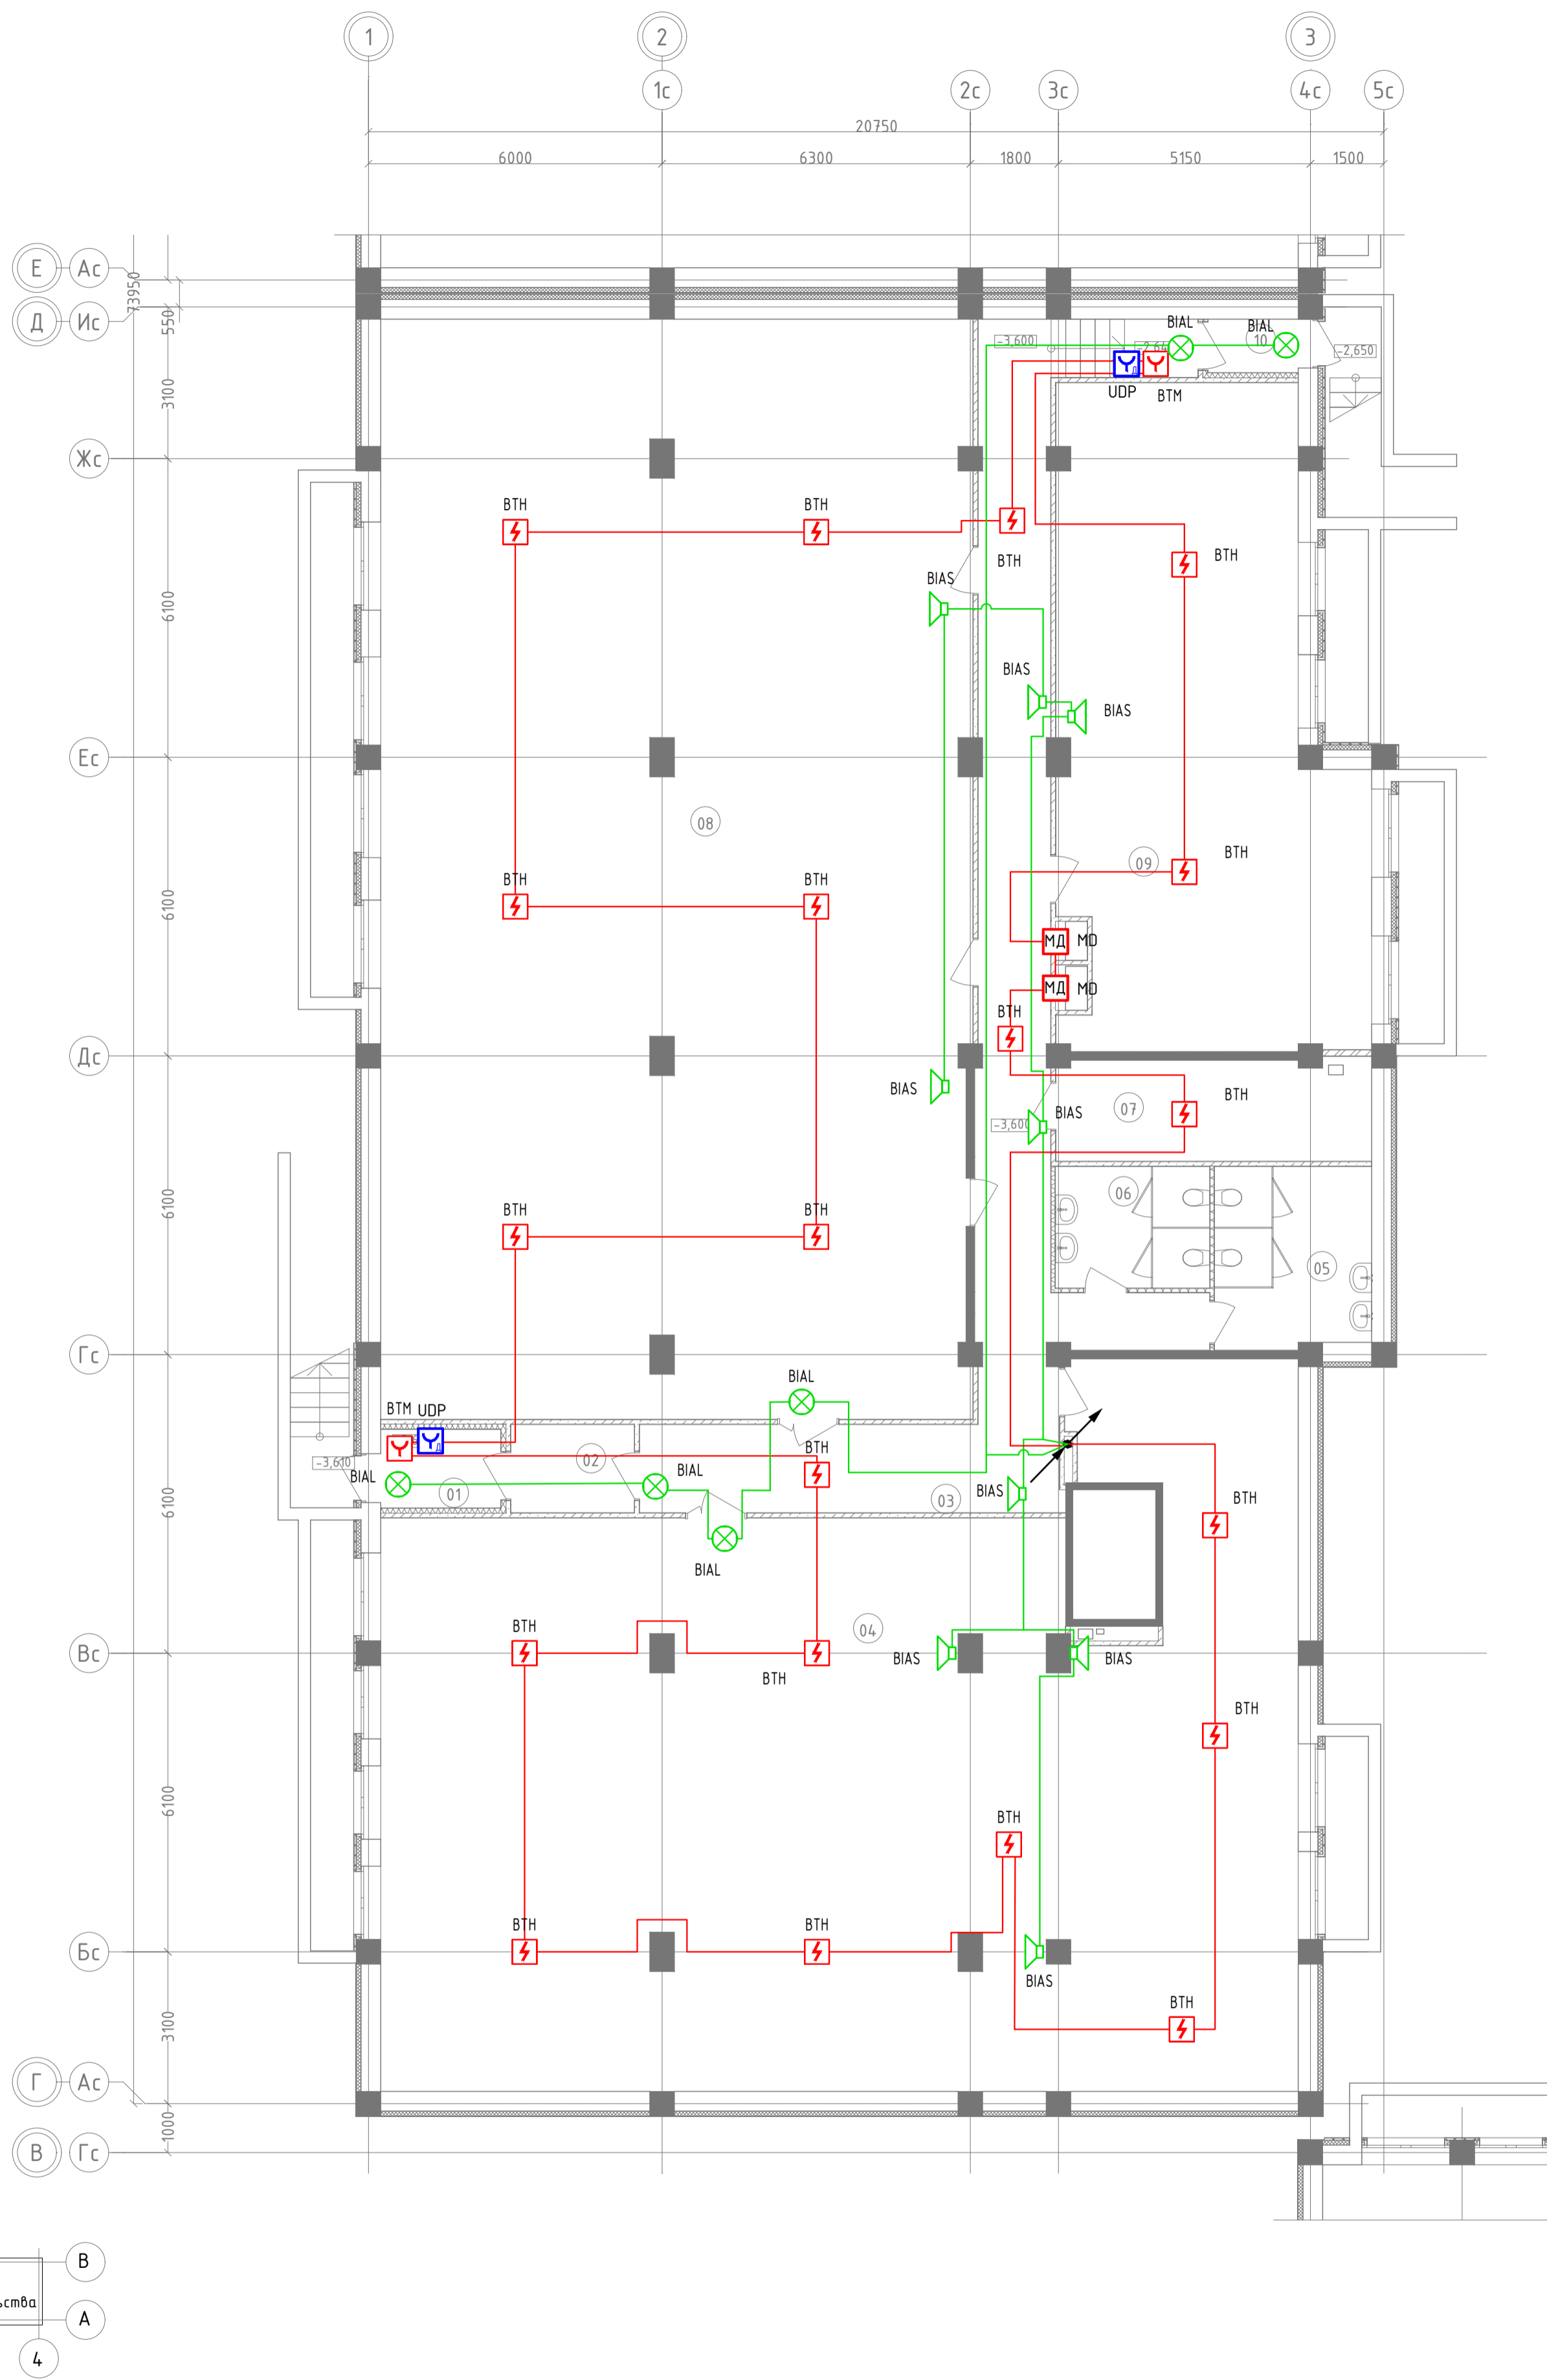 1
2
3
1с
2с
3с
4с
5с
20750
6000
6300
1800
5150
1500
Е
Ас
Д
Ис
73950
550
BIAL
BIAL
10
-3,600
-2,650
UDP
BTM
3100
Жс
BTH
BTH
BTH
BTH
BIAS
6100
BIAS
BIAS
Ес
08
BTH
09
BTH
BTH
6100
МД
MD
МД
MD
BTH
Дс
BIAS
BTH
07
BIAS
-3,600
6100
06
BTH
BTH
05
Гс
BIAL
BTM
UDP
BTH
02
-3,610
BIAL
BIAL
01
03
BIAS
BTH
6100
BIAL
BTH
04
Вс
BIAS
BIAS
BTH
BTH
6100
BTH
BTH
BTH
Бс
BIAS
BTH
3100
Г
Ас
1000
В
Гс
В
ьства
А
4